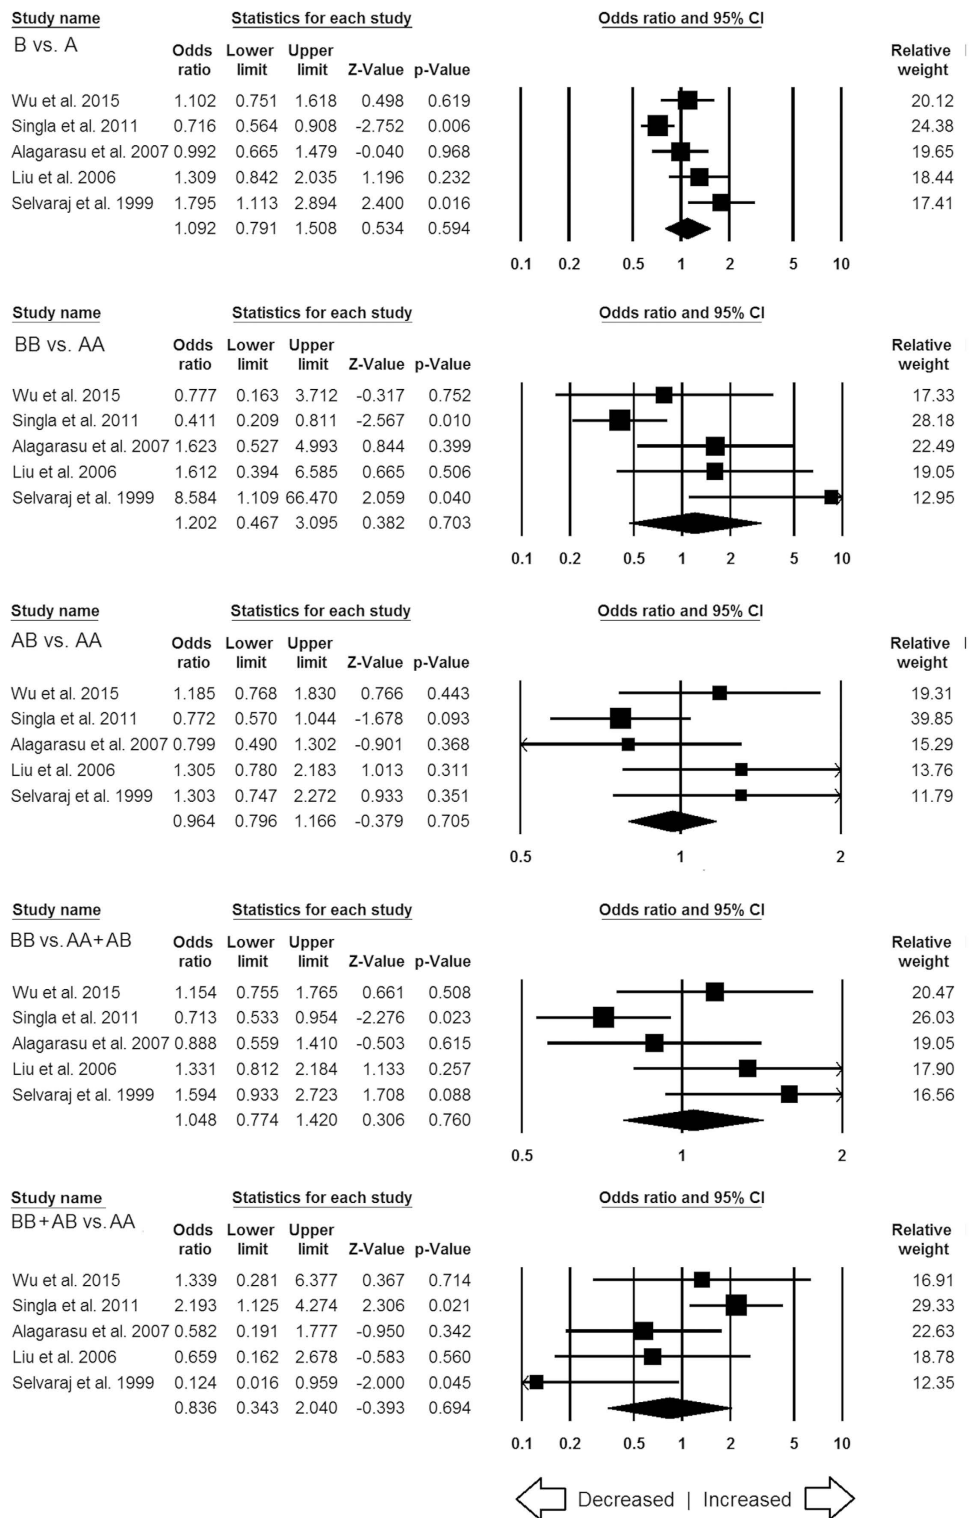 Study name Statistics for each study Odds ratio and 95% CI
B vs. A
Odds Lower Upper Relative
ratio limit limit Z-Value p-Value weight
Wu et al. 2015 1.102 0.751 1.618 0.498 0.619 20.12
Singla et al. 2011 0.716 0.564 0.908 -2.752 0.006 24.38
Alagarasu et al. 2007 0.992 0.665 1.479 -0.040 0.968 19.65
Liu et al. 2006 1.309 0.842 2.035 1.196 0.232 18.44
Selvaraj et al. 1999 1.795 1.113 2.894 2.400 0.016 17.41
1.092 0.791 1.508 0.534 0.594
0.1 0.2 0.5 1 2 5 10
Study name Statistics for each study Odds ratio and 95% CI
BB vs. AA
Odds Lower Upper Relative
ratio limit limit Z-Value p-Value weight
Wu et al. 2015 0.777 0.163 3.712 -0.317 0.752 17.33
Singla et al. 2011 0.411 0.209 0.811 -2.567 0.010 28.18
Alagarasu et al. 2007 1.623 0.527 4.993 0.844 0.399 22.49
Liu et al. 2006 1.612 0.394 6.585 0.665 0.506 19.05
Selvaraj et al. 1999 8.584 1.109 66.470 2.059 0.040 12.95
1.202 0.467 3.095 0.382 0.703
0.1 0.2 0.5 1 2 5 10
Study name Statistics for each study Odds ratio and 95% CI
AB vs. AA
Odds Lower Upper Relative
ratio limit limit Z-Value p-Value weight
Wu et al. 2015 1.185 0.768 1.830 0.766 0.443 19.31
Singla et al. 2011 0.772 0.570 1.044 -1.678 0.093 39.85
Alagarasu et al. 2007 0.799 0.490 1.302 -0.901 0.368 15.29
Liu et al. 2006 1.305 0.780 2.183 1.013 0.311 13.76
Selvaraj et al. 1999 1.303 0.747 2.272 0.933 0.351 11.79
0.964 0.796 1.166 -0.379 0.705
0.5 1 2
Study name Statistics for each study Odds ratio and 95% CI
BB vs. AA+AB
Odds Lower Upper Relative
ratio limit limit Z-Value p-Value weight
Wu et al. 2015 1.154 0.755 1.765 0.661 0.508 20.47
Singla et al. 2011 0.713 0.533 0.954 -2.276 0.023 26.03
Alagarasu et al. 2007 0.888 0.559 1.410 -0.503 0.615 19.05
Liu et al. 2006 1.331 0.812 2.184 1.133 0.257 17.90
Selvaraj et al. 1999 1.594 0.933 2.723 1.708 0.088 16.56
1.048 0.774 1.420 0.306 0.760
0.5 1 2
Study name Statistics for each study Odds ratio and 95% CI
BB+AB vs. AA
Odds Lower Upper Relative
ratio limit limit Z-Value p-Value weight
Wu et al. 2015 1.339 0.281 6.377 0.367 0.714 16.91
Singla et al. 2011 2.193 1.125 4.274 2.306 0.021 29.33
Alagarasu et al. 2007 0.582 0.191 1.777 -0.950 0.342 22.63
Liu et al. 2006 0.659 0.162 2.678 -0.583 0.560 18.78
Selvaraj et al. 1999 0.124 0.016 0.959 -2.000 0.045 12.35
0.836 0.343 2.040 -0.393 0.694
0.1 0.2 0.5 1 2 5 10
Decreased | Increased